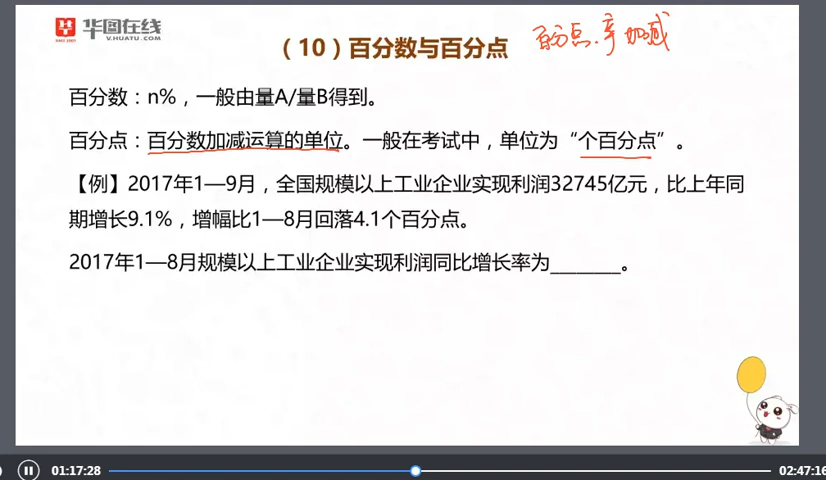 华图在线
V.HUATU.COM
（10）百分数与百分点
百分点.率 加减
百分数：n%，一般由量A/量B得到。
百分点：百分数加减运算的单位。一般在考试中，单位为“个百分点”。
【例】2017年1—9月，全国规模以上工业企业实现利润32745亿元，比上年同
期增长9.1%，增幅比1—8月回落4.1个百分点。
2017年1—8月规模以上工业企业实现利润同比增长率为_______。
01:17:28
02:47:16